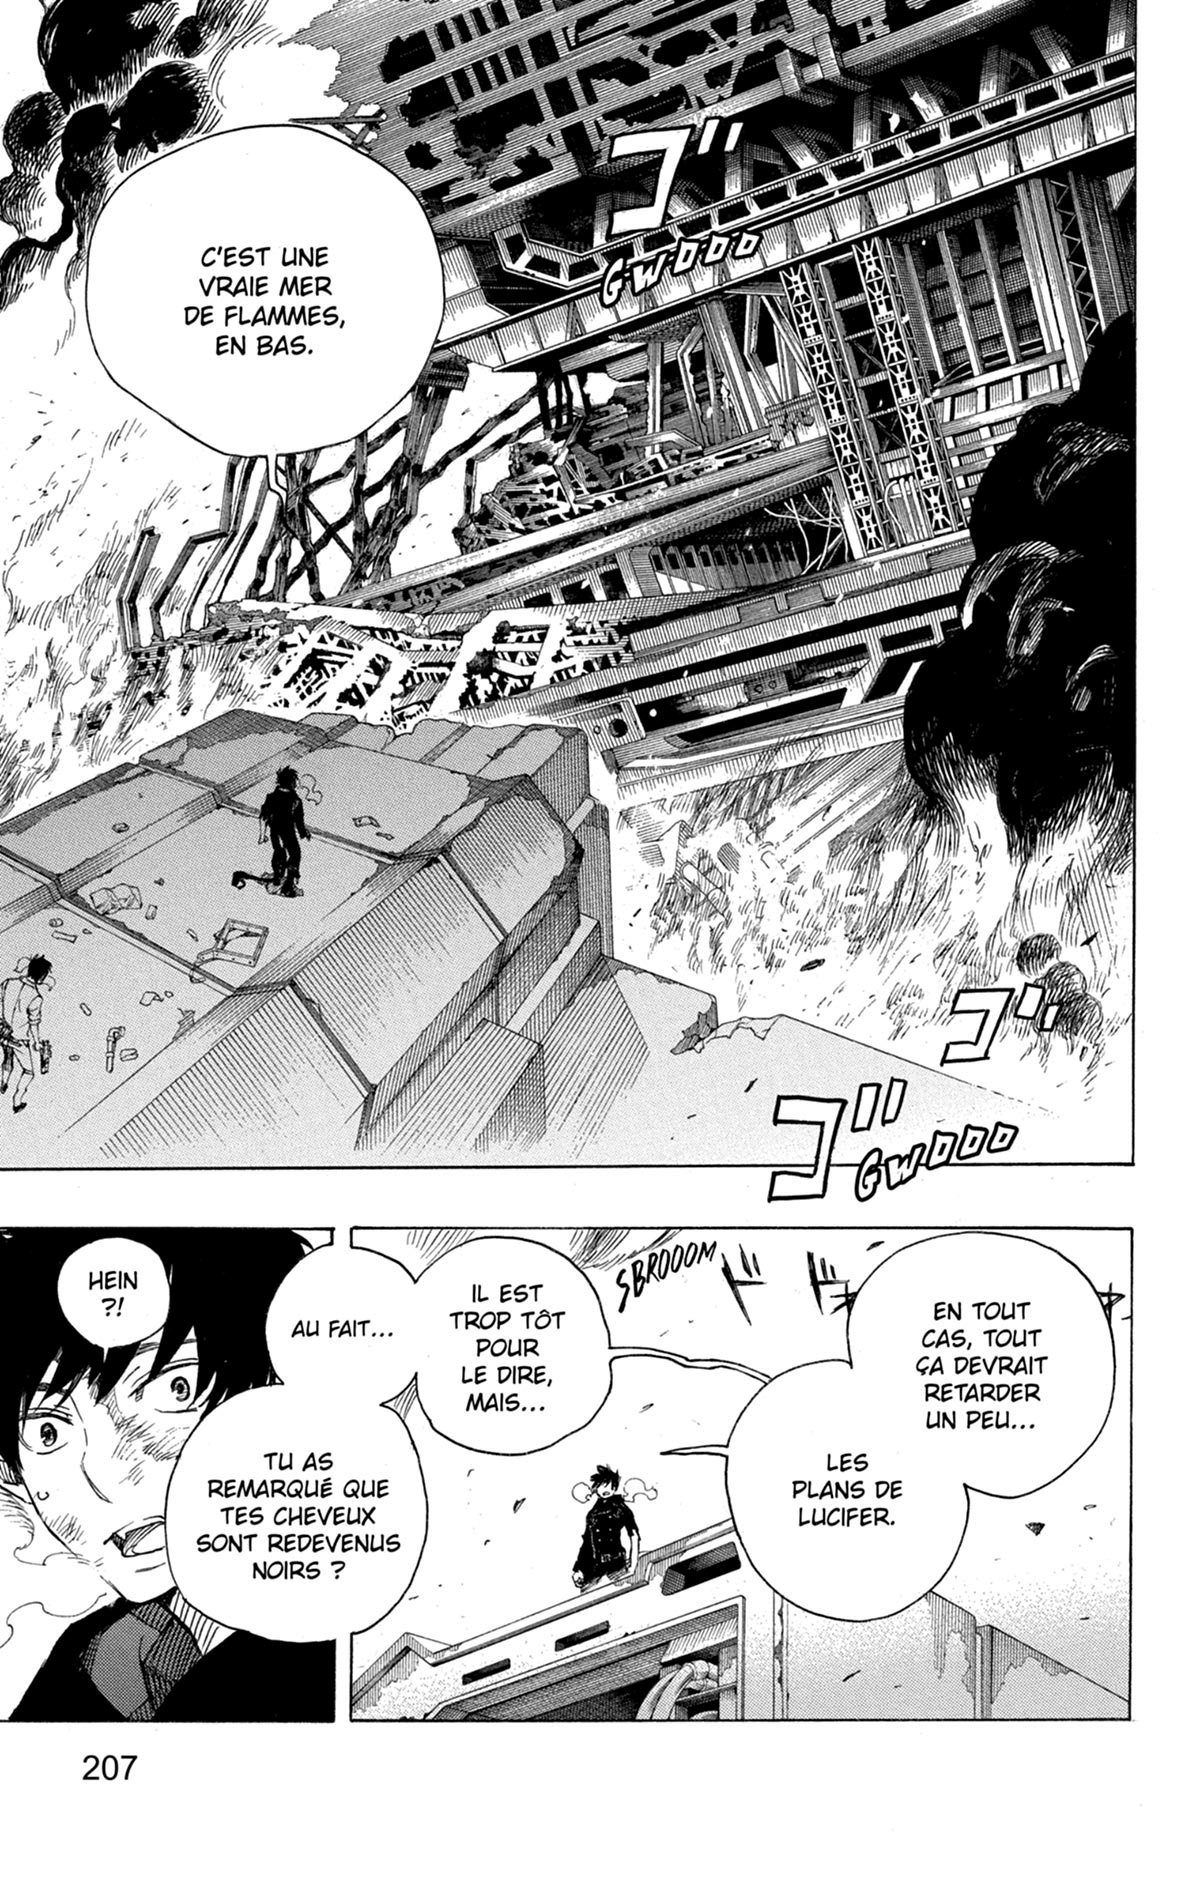 C'EST UNE
VRAIE MER
DE FLAMMES,
EN BAS.
ゴ"
GWOOO
ゴ"
ゴ"
GWOOO
EN TOUT
CAS, TOUT
ÇA DEVRAIT
RETARDER
UN PEU...
LES
PLANS DE
LUCIFER.
ド
ド
SBROOOM
IL EST
TROP TÔT
POUR
LE DIRE,
MAIS...
AU FAIT...
TU AS
REMARQUÉ QUE
TES CHEVEUX
SONT REDEVENUS
NOIRS ?
HEIN
?!
207